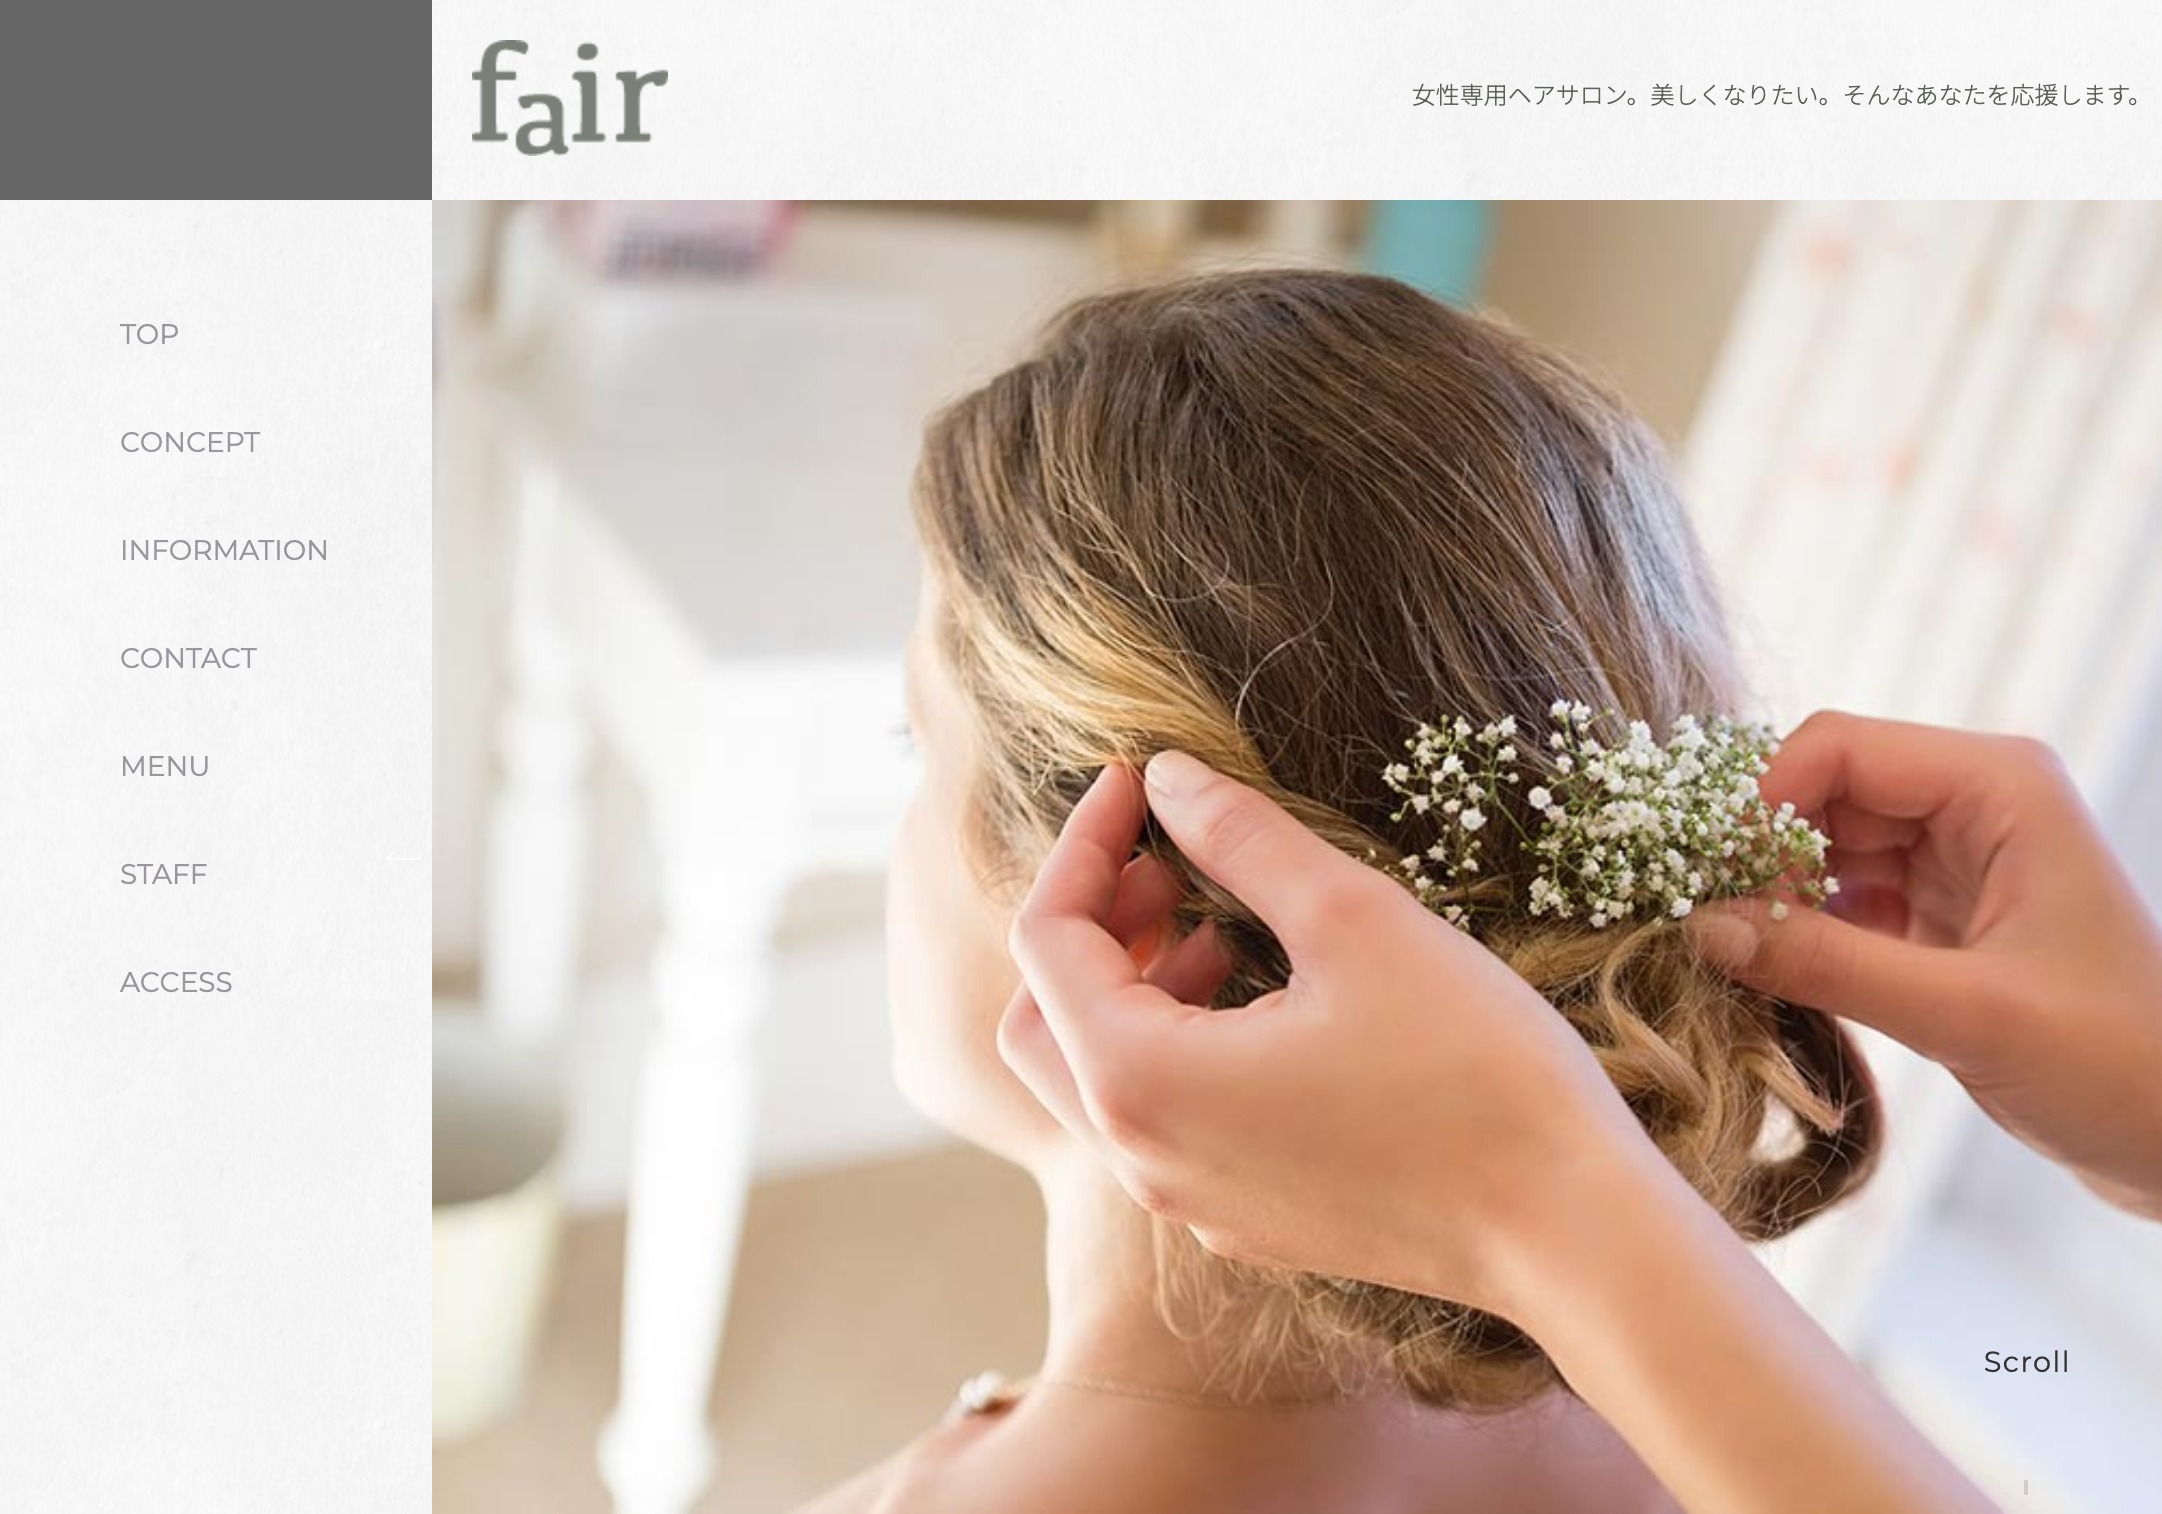 fair
女性専用ヘアサロン。美しくなりたい。そんなあなたを応援します。
TOP
CONCEPT
INFORMATION
CONTACT
MENU
STAFF
ACCESS
Scroll